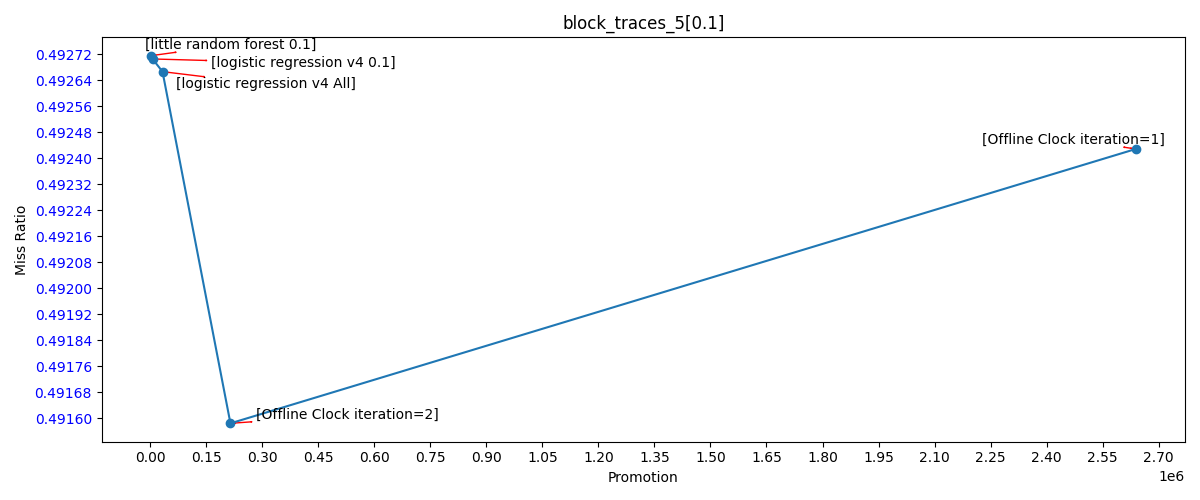 block_traces_5[0.1]
[little random forest 0.1]
[logistic regression v4 0.1]
[logistic regression v4 All]
[Offline Clock iteration=1]
[Offline Clock iteration=2]
Miss Ratio
0.49272
0.49264
0.49256
0.49248
0.49240
0.49232
0.49224
0.49216
0.49208
0.49200
0.49192
0.49184
0.49176
0.49168
0.49160
0.00 0.15 0.30 0.45 0.60 0.75 0.90 1.05 1.20 1.35 1.50 1.65 1.80 1.95 2.10 2.25 2.40 2.55 2.70
1e6
Promotion